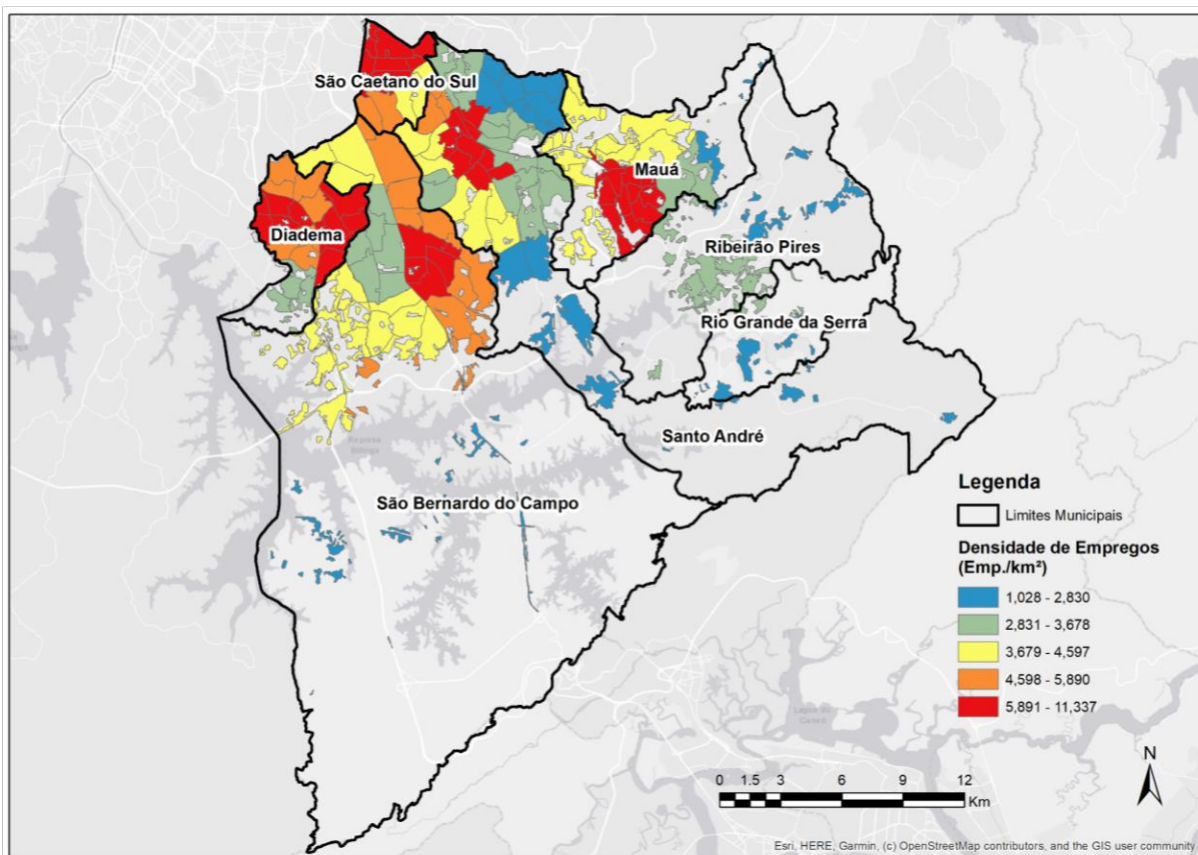 São Caetano do Sul
Mauá
Diadema
Ribeirão Pires
Rio Grande da Serra
Santo André
São Bernardo do Campo
Legenda
Limites Municipais
Densidade de Empregos
(Emp./km²)
1,028 - 2,830
2,831 - 3,678
3,679 - 4,597
4,598 - 5,890
5,891 - 11,337
N
0 1.5 3 6 9 12
Km
Esri, HERE, Garmin, (c) OpenStreetMap contributors, and the GIS user community